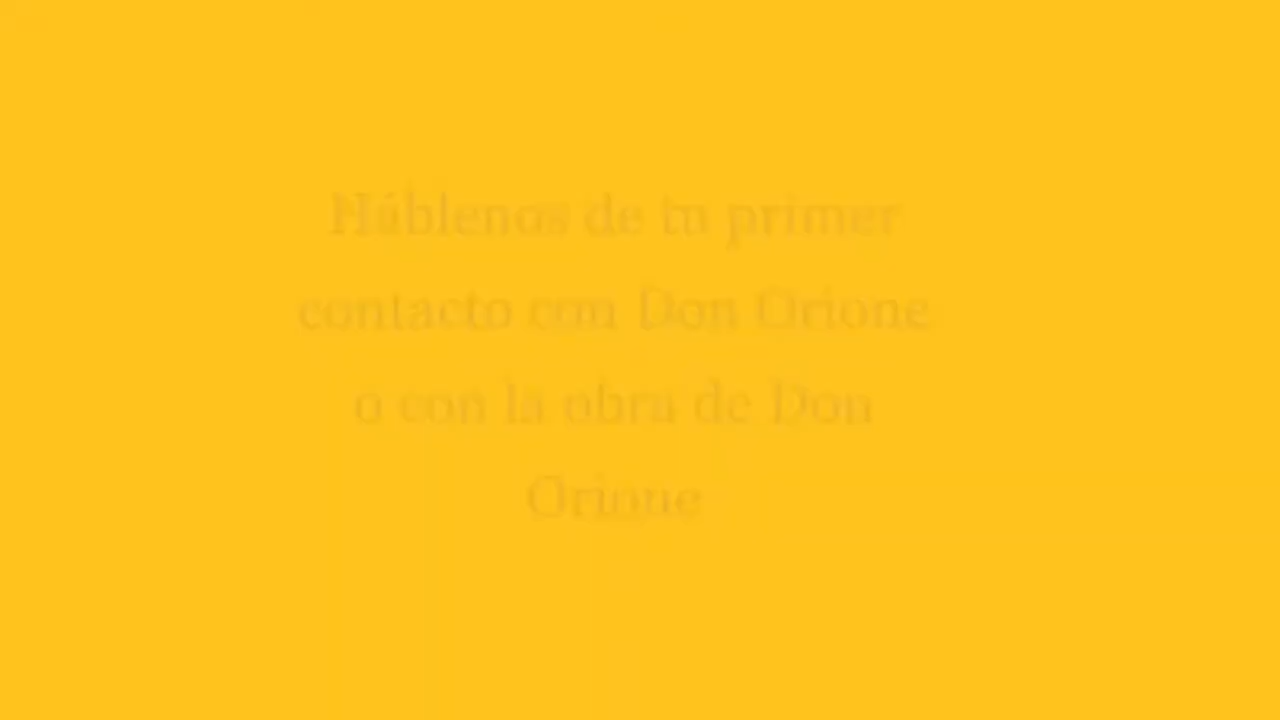 Háblenos de tu primer
contacto con Don Orione
o con la obra de Don
Orione